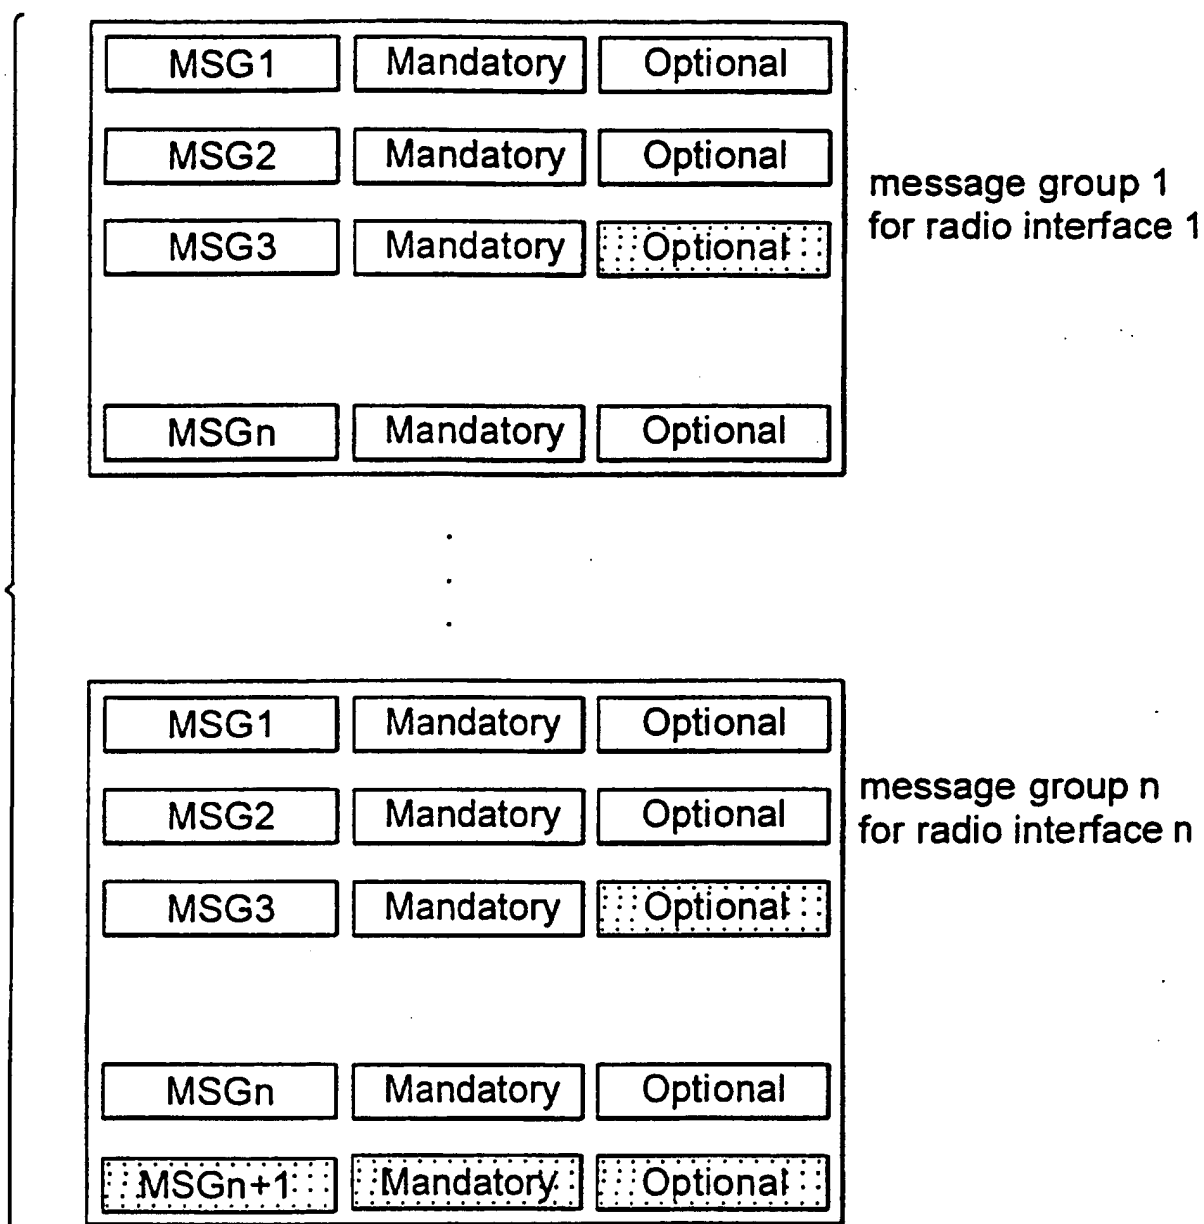 MSG1 Mandatory Optional
MSG2 Mandatory Optional
MSG3 Mandatory Optional
MSGn Mandatory Optional
message group 1
for radio interface 1
MSG1 Mandatory Optional
MSG2 Mandatory Optional
MSG3 Mandatory Optional
MSGn Mandatory Optional
MSGn+1 Mandatory Optional
message group n
for radio interface n